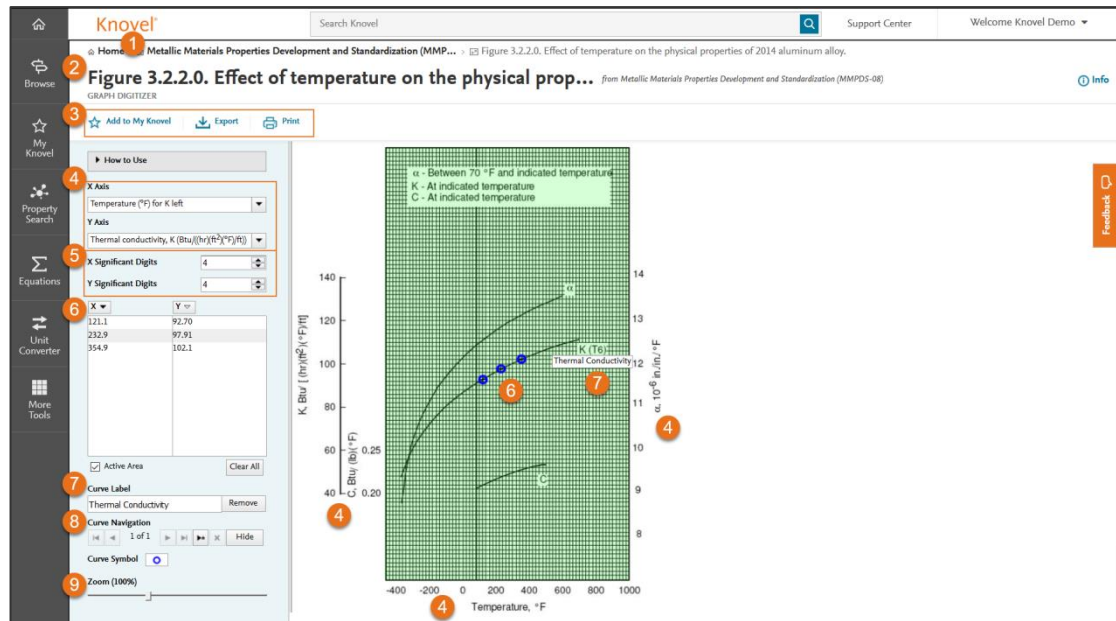 Knovel
Search Knovel
Support Center
Welcome Knovel Demo
1
Home
Metallic Materials Properties Development and Standardization (MMP... > Figure 3.2.2.0. Effect of temperature on the physical properties of 2014 aluminum alloy.
2
Figure 3.2.2.0. Effect of temperature on the physical prop...
from Metallic Materials Properties Development and Standardization (MMPDS-08)
Info
GRAPH DIGITIZER
3
Add to My Knovel
Export
Print
Browse
My
Knovel
Property
Search
Equations
Unit
Converter
More
Tools
How to Use
4
X Axis
Temperature (°F) for K left
Y Axis
Thermal conductivity, K (Btu/((hr)(ft²)(°F)/ft))
5
X Significant Digits 4
Y Significant Digits 4
6
X Y
121.1 92.70
232.9 97.91
354.9 102.1
Active Area
Clear All
7
Curve Label
Thermal Conductivity
Remove
8
Curve Navigation
1 of 1
Hide
Curve Symbol
9
Zoom (100%)
α - Between 70 °F and indicated temperature
K - At indicated temperature
C - At indicated temperature
140
120
100
80
60
40
K, Btu/ [ (hr)(ft²)(°F)/ft]
0.25
0.20
C, Btu/ (lb)(°F)
4
α
K (T6)
Thermal Conductivity
6
7
C
14
13
12
11
10
9
8
α, 10⁻⁶ in/in/°F
4
-400 -200 0 200 400 600 800 1000
4
Temperature, °F
Feedback